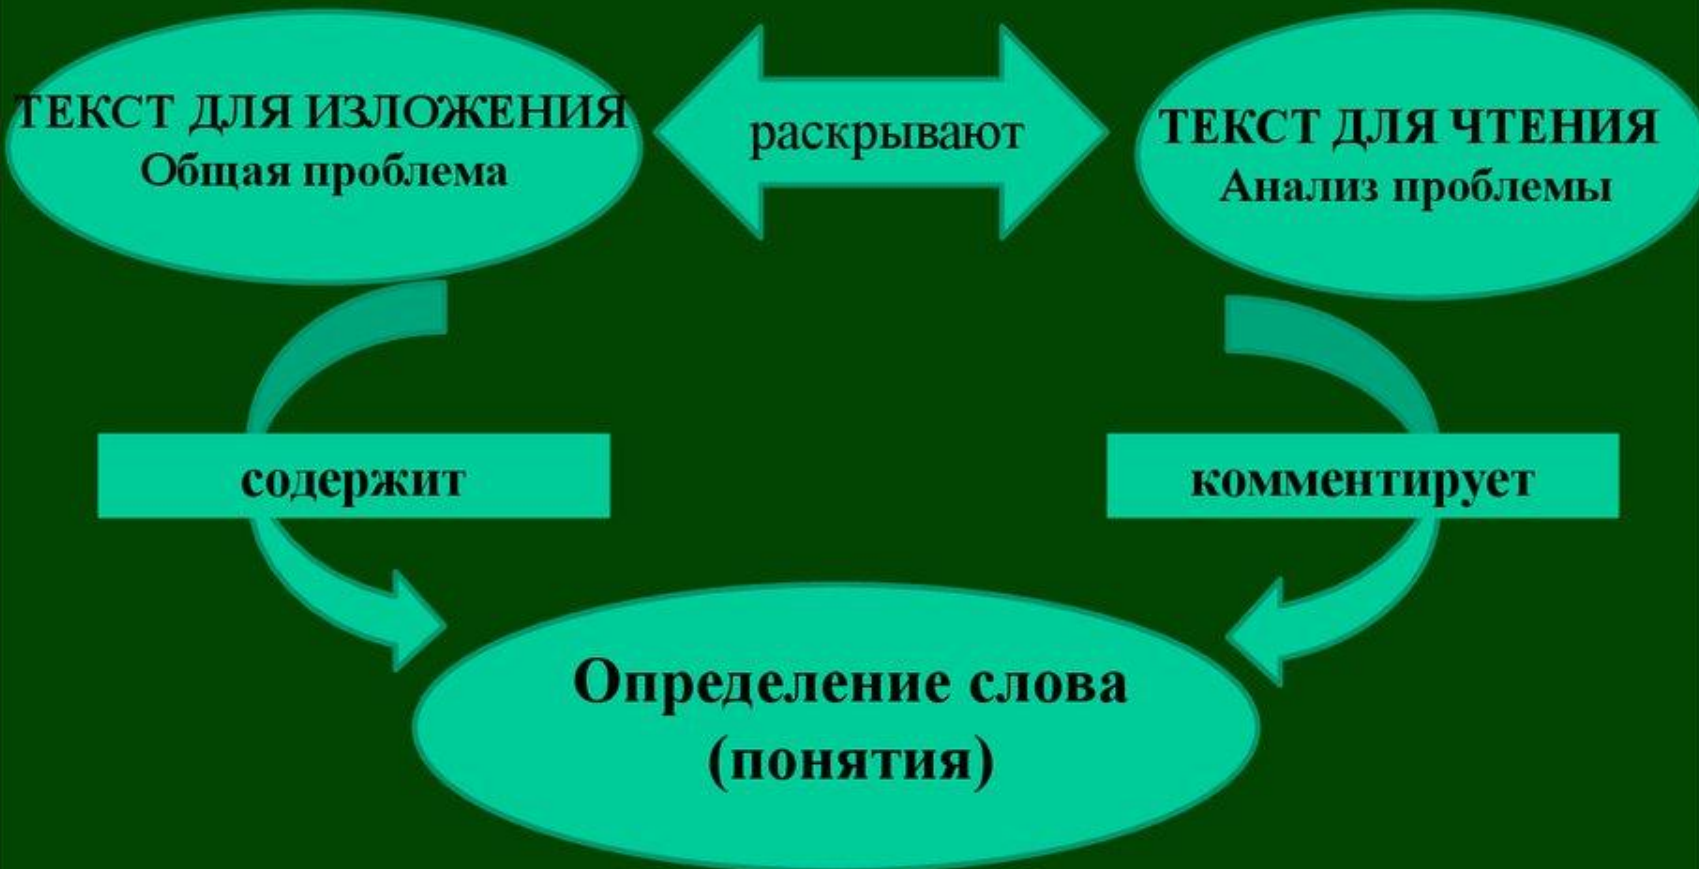 ТЕКСТ ДЛЯ ИЗЛОЖЕНИЯ
Общая проблема
раскрывают
ТЕКСТ ДЛЯ ЧТЕНИЯ
Анализ проблемы
содержит
комментирует
Определение слова
(понятия)